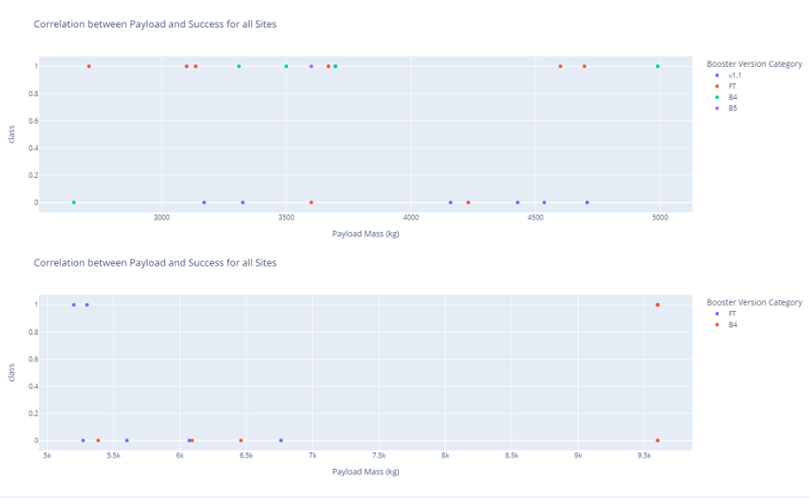 Correlation between Payload and Success for all Sites
Booster Version Category
v1.1
FT
B4
B5
1
0.8
0.6
0.4
0.2
0
class
3000 3500 4000 4500 5000
Payload Mass (kg)
Correlation between Payload and Success for all Sites
Booster Version Category
FT
B4
1
0.8
0.6
0.4
0.2
0
class
5k 5.5k 6k 6.5k 7k 7.5k 8k 8.5k 9k 9.5k
Payload Mass (kg)